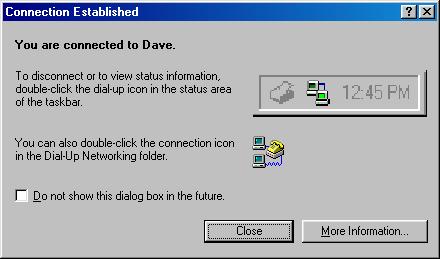 Connection Established
You are connected to Dave.
To disconnect or to view status information,
double-click the dial-up icon in the status area
of the taskbar.
12:45 PM
You can also double-click the connection icon
in the Dial-Up Networking folder.
Do not show this dialog box in the future.
Close
More Information...